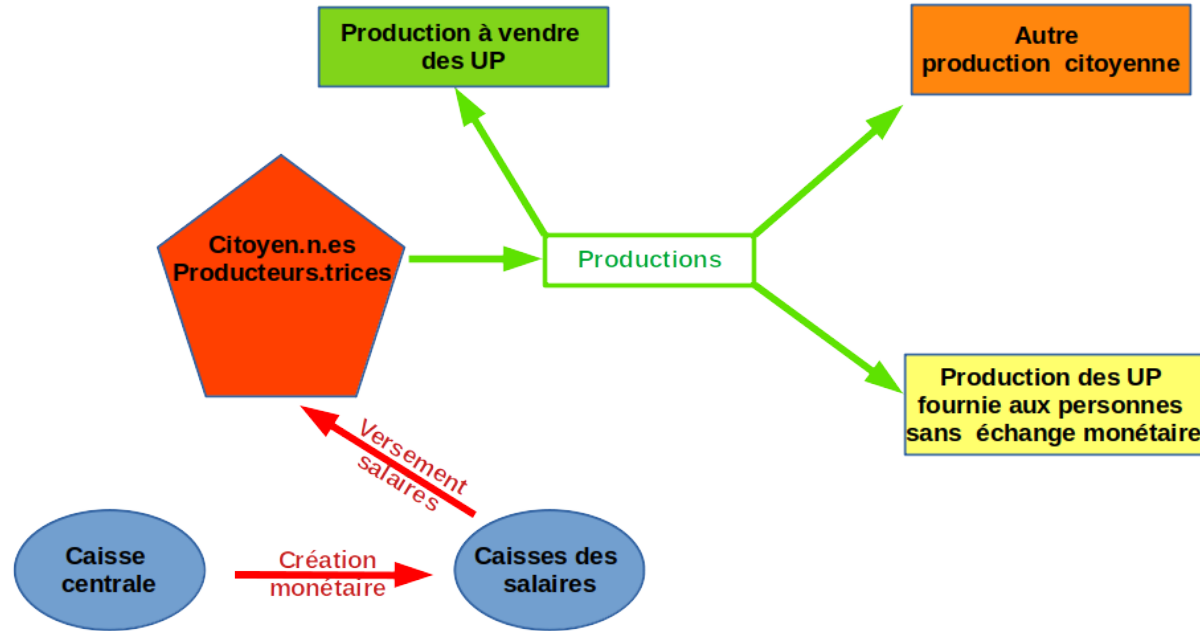 Production à vendre
des UP
Autre
production citoyenne
Citoyen.n.es
Producteurs.trices
Productions
Production des UP
fournie aux personnes
sans échange monétaire
Versement
salaires
Caisse
centrale
Création
monétaire
Caisses des
salaires